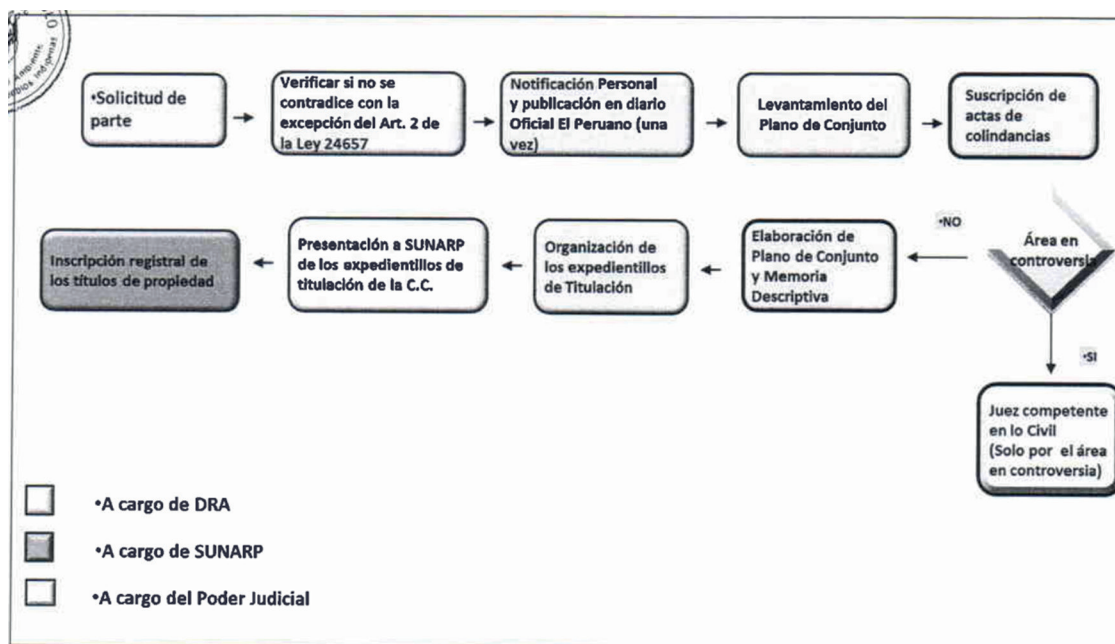 •Solicitud de
parte
Verificar si no se
contradice con la
excepción del Art. 2 de
la Ley 24657
Notificación Personal
y publicación en diario
Oficial El Peruano (una
vez)
Levantamiento del
Plano de Conjunto
Suscripción de
actas de
colindancias
Área en
controversia
•NO
Elaboración de
Plano de Conjunto
y Memoria
Descriptiva
Organización de
los expedientillos
de Titulación
Presentación a SUNARP
de los expedientillos de
titulación de la C.C.
Inscripción registral de
los títulos de propiedad
•SI
Juez competente
en lo Civil
(Solo por el área
en controversia)
•A cargo de DRA
•A cargo de SUNARP
•A cargo del Poder Judicial